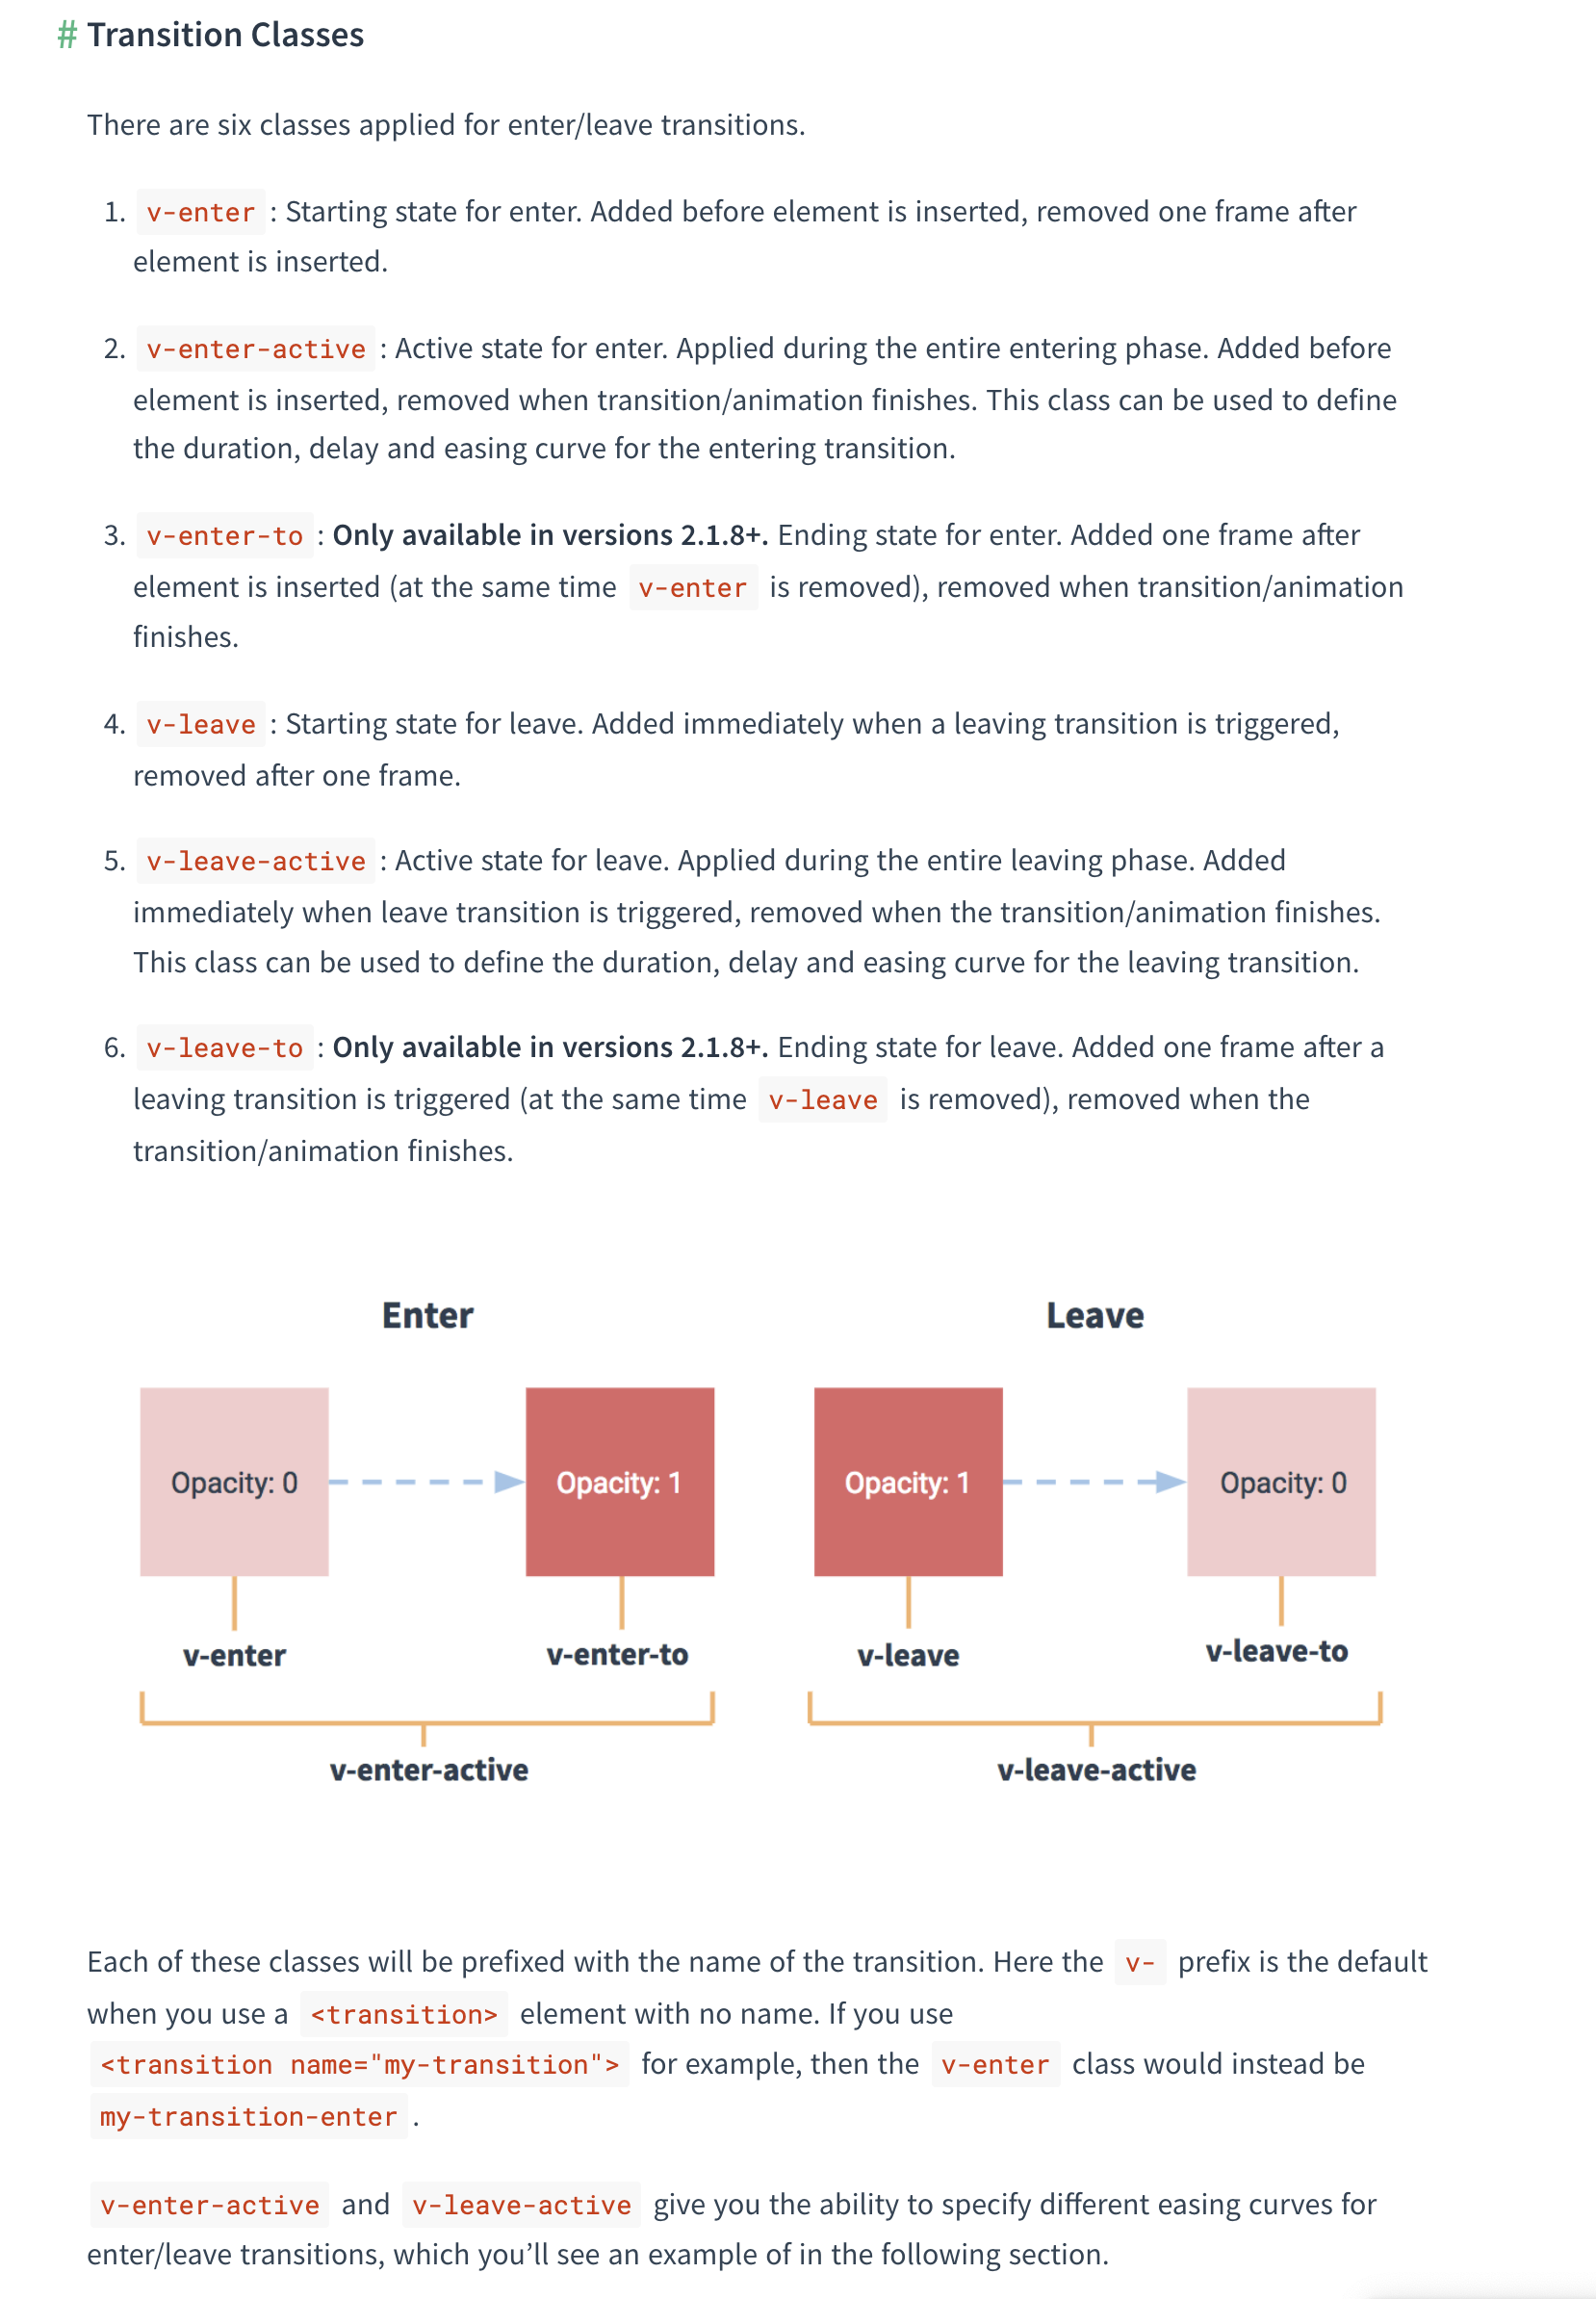 # Transition Classes
There are six classes applied for enter/leave transitions.
1. v-enter : Starting state for enter. Added before element is inserted, removed one frame after
element is inserted.
2. v-enter-active : Active state for enter. Applied during the entire entering phase. Added before
element is inserted, removed when transition/animation finishes. This class can be used to define
the duration, delay and easing curve for the entering transition.
3. v-enter-to : Only available in versions 2.1.8+. Ending state for enter. Added one frame after
element is inserted (at the same time v-enter is removed), removed when transition/animation
finishes.
4. v-leave : Starting state for leave. Added immediately when a leaving transition is triggered,
removed after one frame.
5. v-leave-active : Active state for leave. Applied during the entire leaving phase. Added
immediately when leave transition is triggered, removed when the transition/animation finishes.
This class can be used to define the duration, delay and easing curve for the leaving transition.
6. v-leave-to : Only available in versions 2.1.8+. Ending state for leave. Added one frame after a
leaving transition is triggered (at the same time v-leave is removed), removed when the
transition/animation finishes.
Enter
Leave
Opacity: 0
Opacity: 1
Opacity: 1
Opacity: 0
v-enter
v-enter-to
v-leave
v-leave-to
v-enter-active
v-leave-active
Each of these classes will be prefixed with the name of the transition. Here the v- prefix is the default
when you use a <transition> element with no name. If you use
<transition name="my-transition"> for example, then the v-enter class would instead be
my-transition-enter .
v-enter-active and v-leave-active give you the ability to specify different easing curves for
enter/leave transitions, which you’ll see an example of in the following section.